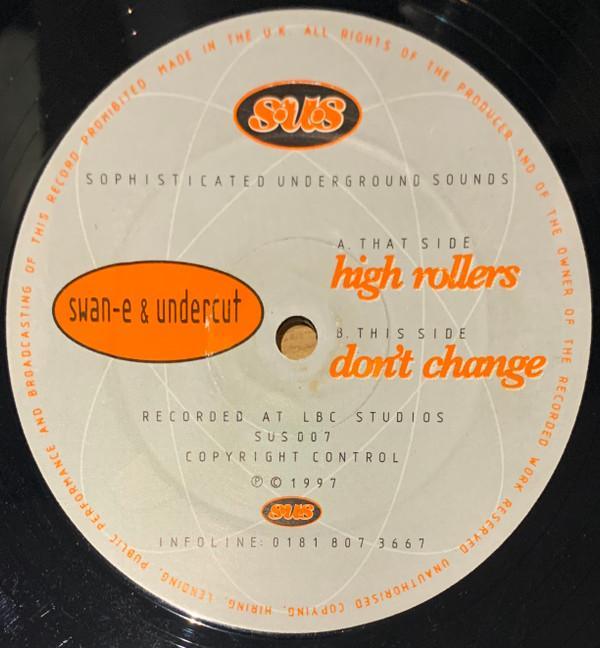 MADE IN THE U.K. ALL RIGHTS OF THE PRODUCER AND OF THE OWNER OF THE RECORDED WORK RESERVED. UNAUTHORISED COPYING, HIRING, LENDING, PUBLIC PERFORMANCE AND BROADCASTING OF THIS RECORD PROHIBITED
S.U.S
SOPHISTICATED UNDERGROUND SOUNDS
A. THAT SIDE
high rollers
swan-e & undercut
B. THIS SIDE
don't change
RECORDED AT LBC STUDIOS
SUS007
COPYRIGHT CONTROL
℗ © 1997
SUS
INFOLINE: 0181 807 3667